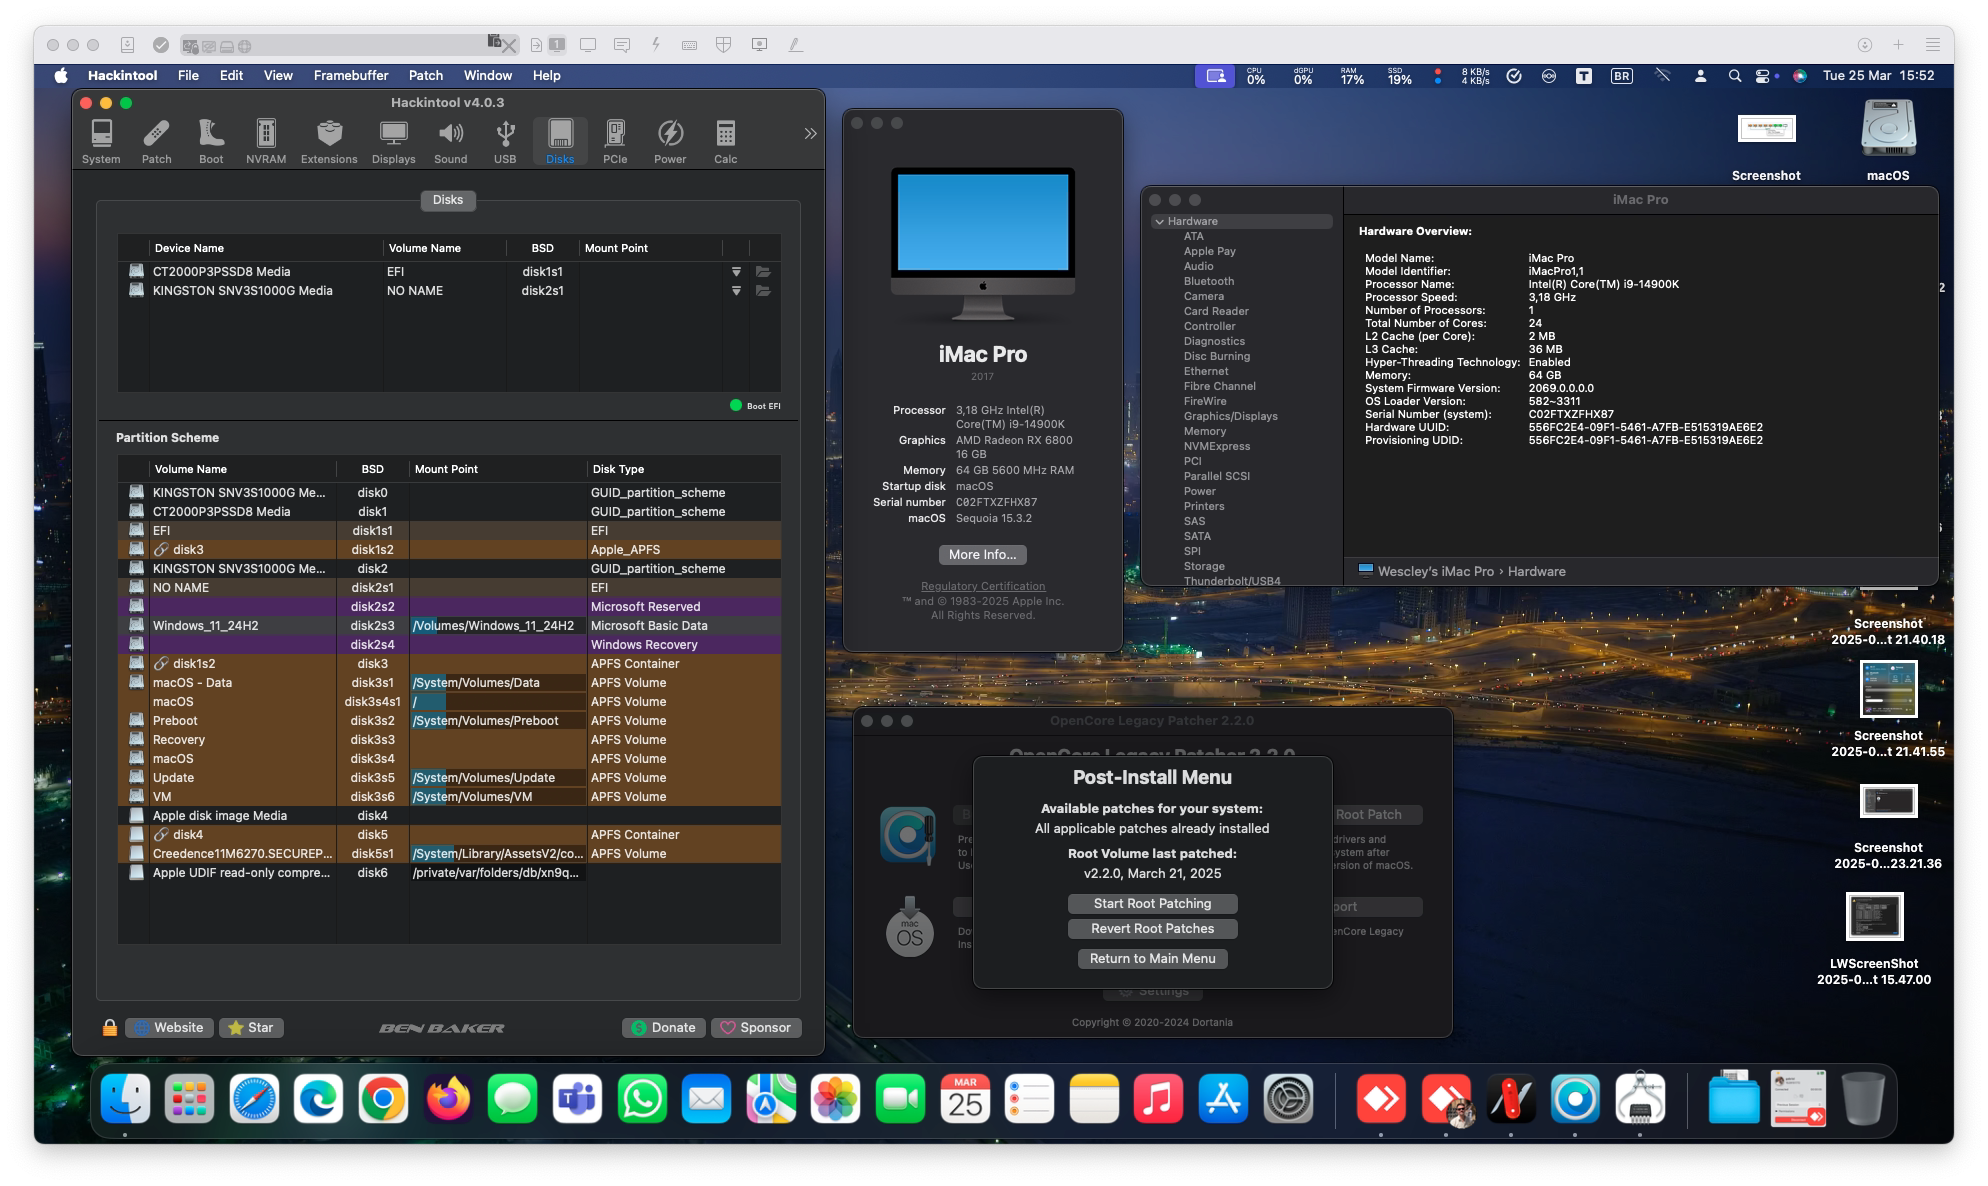 1
Hackintool File Edit View Framebuffer Patch Window Help
CPU 0% dGPU 0% RAM 17% SSD 19% 8 KB/s 4 KB/s T BR Tue 25 Mar 15:52
Hackintool v4.0.3
System Patch Boot NVRAM Extensions Displays Sound USB Disks PCIe Power Calc
Disks
Device Name Volume Name BSD Mount Point
CT2000P3PSSD8 Media EFI disk1s1
KINGSTON SNV3S1000G Media NO NAME disk2s1
Boot EFI
Partition Scheme
Volume Name BSD Mount Point Disk Type
KINGSTON SNV3S1000G Me... disk0 GUID_partition_scheme
CT2000P3PSSD8 Media disk1 GUID_partition_scheme
EFI disk1s1 EFI
disk3 disk1s2 Apple_APFS
KINGSTON SNV3S1000G Me... disk2 GUID_partition_scheme
NO NAME disk2s1 EFI
disk2s2 Microsoft Reserved
Windows_11_24H2 disk2s3 /Volumes/Windows_11_24H2 Microsoft Basic Data
disk2s4 Windows Recovery
disk1s2 disk3 APFS Container
macOS - Data disk3s1 /System/Volumes/Data APFS Volume
macOS disk3s4s1 / APFS Volume
Preboot disk3s2 /System/Volumes/Preboot APFS Volume
Recovery disk3s3 APFS Volume
macOS disk3s4 APFS Volume
Update disk3s5 /System/Volumes/Update APFS Volume
VM disk3s6 /System/Volumes/VM APFS Volume
Apple disk image Media disk4
disk4 disk5 APFS Container
Creedence11M6270.SECUREP... disk5s1 /System/Library/AssetsV2/co... APFS Volume
Apple UDIF read-only compre... disk6 /private/var/folders/db/xn9q...
Website Star BEN BAKER Donate Sponsor
iMac Pro
2017
Processor 3,18 GHz Intel(R)
Core(TM) i9-14900K
Graphics AMD Radeon RX 6800
16 GB
Memory 64 GB 5600 MHz RAM
Startup disk macOS
Serial number C02FTXZFHX87
macOS Sequoia 15.3.2
More Info...
Regulatory Certification
™ and © 1983-2025 Apple Inc.
All Rights Reserved.
iMac Pro
Hardware
ATA
Apple Pay
Audio
Bluetooth
Camera
Card Reader
Controller
Diagnostics
Disc Burning
Ethernet
Fibre Channel
FireWire
Graphics/Displays
Memory
NVMExpress
PCI
Parallel SCSI
Power
Printers
SAS
SATA
SPI
Storage
Thunderbolt/USB4
Hardware Overview:
Model Name: iMac Pro
Model Identifier: iMacPro1,1
Processor Name: Intel(R) Core(TM) i9-14900K
Processor Speed: 3,18 GHz
Number of Processors: 1
Total Number of Cores: 24
L2 Cache (per Core): 2 MB
L3 Cache: 36 MB
Hyper-Threading Technology: Enabled
Memory: 64 GB
System Firmware Version: 2069.0.0.0.0
OS Loader Version: 582~3311
Serial Number (system): C02FTXZFHX87
Hardware UUID: 556FC2E4-09F1-5461-A7FB-E515319AE6E2
Provisioning UDID: 556FC2E4-09F1-5461-A7FB-E515319AE6E2
Wescley's iMac Pro › Hardware
OpenCore Legacy Patcher 2.2.0
OpenCore Legacy Patcher 2.2.0
Post-Install Menu
Available patches for your system:
All applicable patches already installed
Root Volume last patched:
v2.2.0, March 21, 2025
Start Root Patching
Revert Root Patches
Return to Main Menu
Root Patch
drivers and
ystem after
ersion of macOS.
port
enCore Legacy
Settings
Copyright © 2020-2024 Dortania
mac
OS
Screenshot
macOS
Screenshot
2025-0...t 21.40.18
Screenshot
2025-0...t 21.41.55
Screenshot
2025-0...23.21.36
LWScreenShot
2025-0...t 15.47.00
MAR
25